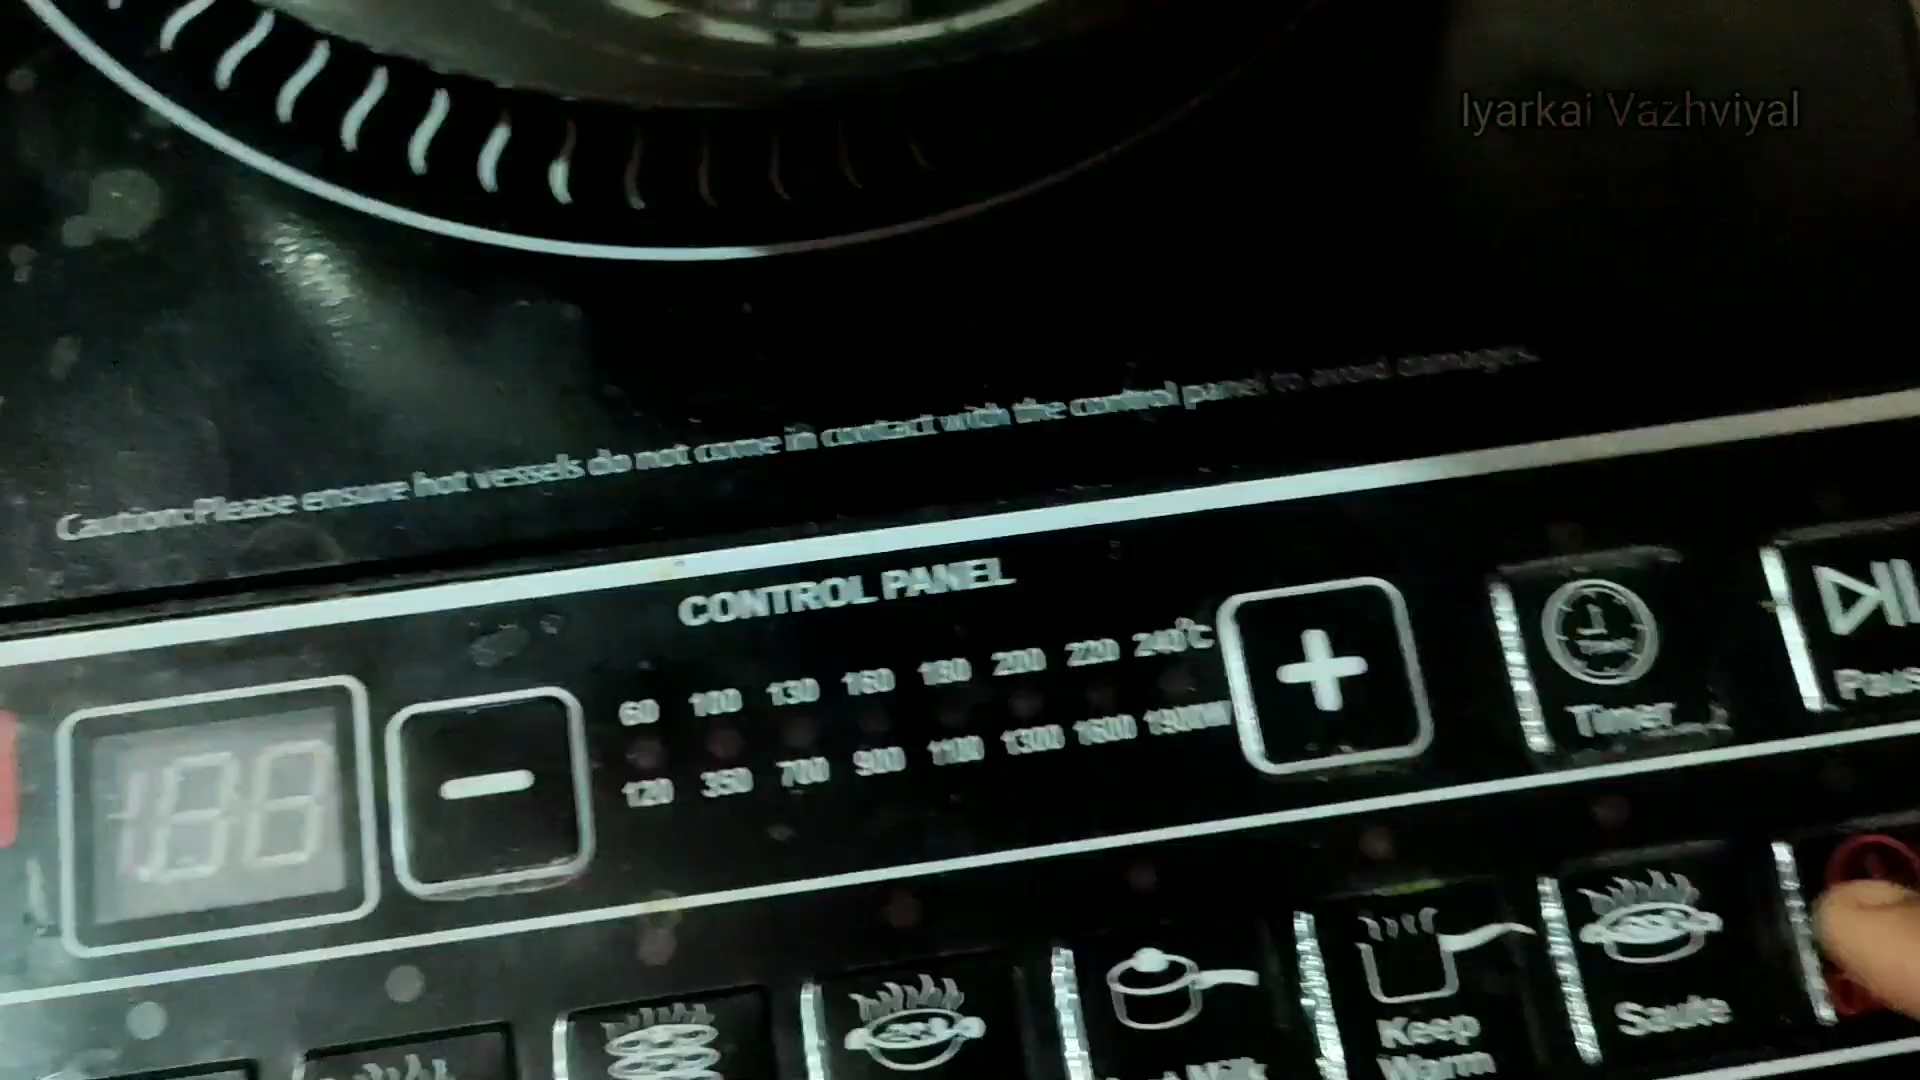 Iyarkai Vazhviyal
Caution:Please ensure hot vessels do not come in contact with the control panel to avoid damages.
CONTROL PANEL
60 100 130 160 180 200 220 240°C
120 350 700 900 1100 1300 1600 1900W
Timer
Keep
Warm
Saute
Milk